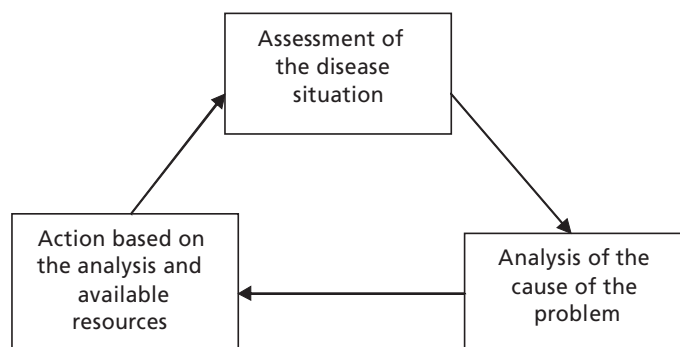 Assessment of
the disease
situation
Action based on
the analysis and
available
resources
Analysis of the
cause of the
problem